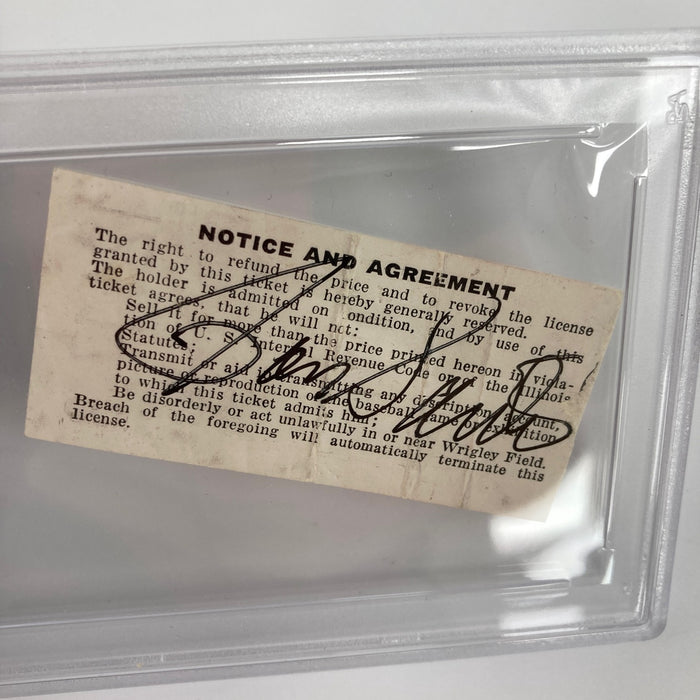 NOTICE AND AGREEMENT
The right to refund the price and to revoke the license
granted by this ticket is hereby generally reserved.
The holder is admitted on ondition, and by use of this
ticket agrees, that he will not:
Sell it for more than the price printed hereon in viola-
tion of U. S. Internal Revenue Code or of the Illinois
Statutes;
Transmit or aid in transmitting any description, account,
picture or reproduction of the baseball game or exhibition
to which this ticket admits him;
Be disorderly or act unlawfully in or near Wrigley Field.
Breach of the foregoing will automatically terminate this
license.